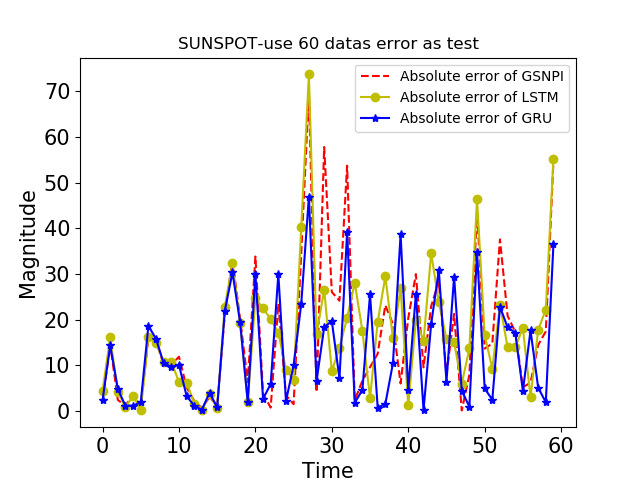 SUNSPOT-use 60 datas error as test
Absolute error of GSNPI
Absolute error of LSTM
Absolute error of GRU
Magnitude
70
60
50
40
30
20
10
0
0 10 20 30 40 50 60
Time